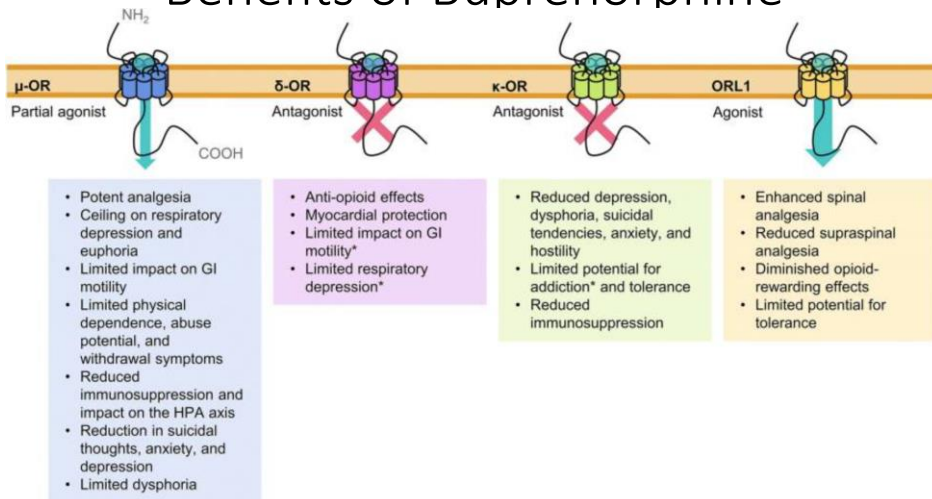 Benefits of Buprenorphine
NH₂
μ-OR
Partial agonist
COOH
δ-OR
Antagonist
κ-OR
Antagonist
ORL1
Agonist
• Potent analgesia
• Ceiling on respiratory
depression and
euphoria
• Limited impact on GI
motility
• Limited physical
dependence, abuse
potential, and
withdrawal symptoms
• Reduced
immunosuppression and
impact on the HPA axis
• Reduction in suicidal
thoughts, anxiety, and
depression
• Limited dysphoria
• Anti-opioid effects
• Myocardial protection
• Limited impact on GI
motility*
• Limited respiratory
depression*
• Reduced depression,
dysphoria, suicidal
tendencies, anxiety, and
hostility
• Limited potential for
addiction* and tolerance
• Reduced
immunosuppression
• Enhanced spinal
analgesia
• Reduced supraspinal
analgesia
• Diminished opioid-
rewarding effects
• Limited potential for
tolerance